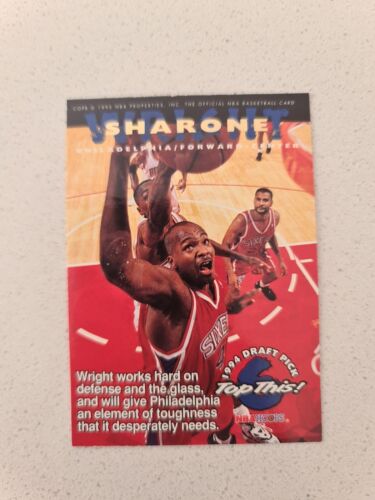 COPR © 1995 NBA PROPERTIES, INC. THE OFFICIAL NBA BASKETBALL CARD
WRIGHT
SHARONE
PHILADELPHIA/FORWARD-CENTER
SIXERS
SIXE
1994 DRAFT PICK
6
Top This!
NBA HOOPS®
Wright works hard on
defense and the glass,
and will give Philadelphia
an element of toughness
that it desperately needs.